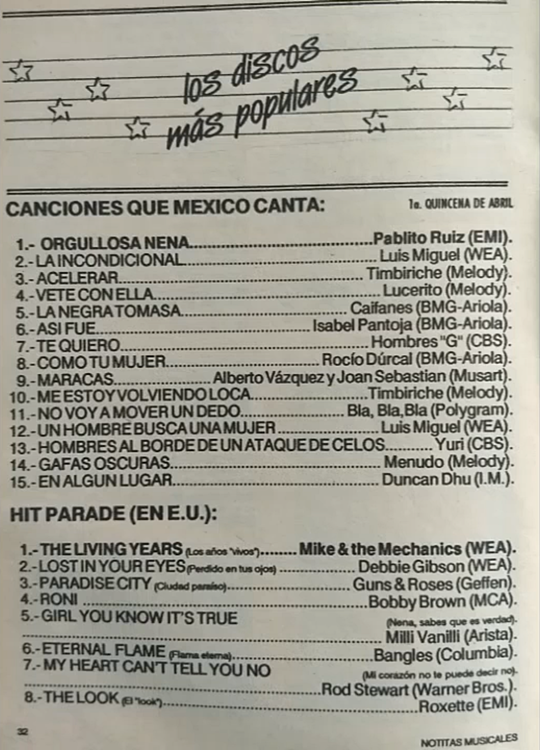 los discos
más populares
CANCIONES QUE MEXICO CANTA: 1a. QUINCENA DE ABRIL
1.- ORGULLOSA NENA..........Pablito Ruiz (EMI).
2.- LA INCONDICIONAL..........Luis Miguel (WEA).
3.- ACELERAR..........Timbiriche (Melody).
4.- VETE CON ELLA..........Lucerito (Melody).
5.- LA NEGRA TOMASA..........Caifanes (BMG-Ariola).
6.- ASI FUE..........Isabel Pantoja (BMG-Ariola).
7.- TE QUIERO..........Hombres "G" (CBS).
8.- COMO TU MUJER..........Rocío Dúrcal (BMG-Ariola).
9.- MARACAS..........Alberto Vázquez y Joan Sebastian (Musart).
10.- ME ESTOY VOLVIENDO LOCA..........Timbiriche (Melody).
11.- NO VOY A MOVER UN DEDO..........Bla, Bla, Bla (Polygram).
12.- UN HOMBRE BUSCA UNA MUJER..........Luis Miguel (WEA).
13.- HOMBRES AL BORDE DE UN ATAQUE DE CELOS..........Yuri (CBS).
14.- GAFAS OSCURAS..........Menudo (Melody).
15.- EN ALGUN LUGAR..........Duncan Dhu (I.M.).
HIT PARADE (EN E.U.):
1.- THE LIVING YEARS (Los años "vivos")........Mike & the Mechanics (WEA).
2.- LOST IN YOUR EYES (Perdido en tus ojos)..........Debbie Gibson (WEA).
3.- PARADISE CITY (Ciudad paraíso)..........Guns & Roses (Geffen).
4.- RONI ..........Bobby Brown (MCA).
5.- GIRL YOU KNOW IT'S TRUE (Nena, sabes que es verdad).
..........Milli Vanilli (Arista).
6.- ETERNAL FLAME (Flama eterna)..........Bangles (Columbia).
7.- MY HEART CAN'T TELL YOU NO (Mi corazón no te puede decir no).
..........Rod Stewart (Warner Bros.).
8.- THE LOOK (El "look")..........Roxette (EMI).
32 NOTITAS MUSICALES